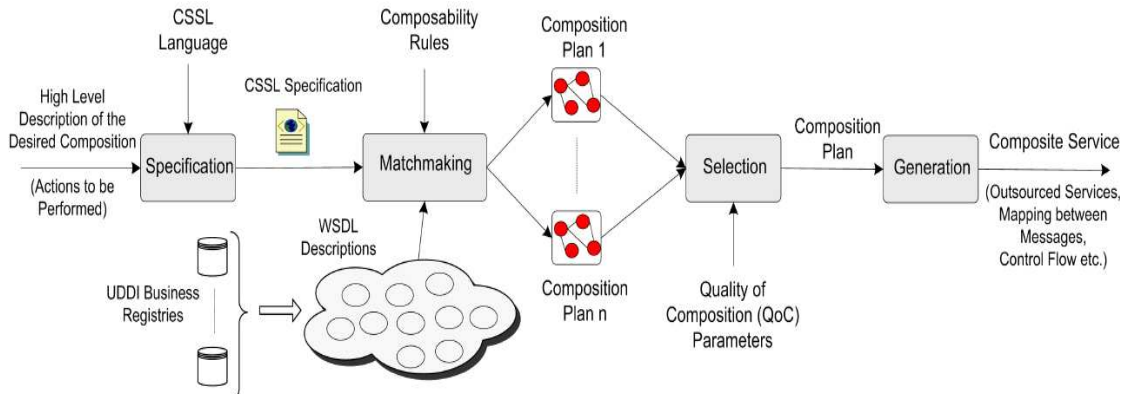 CSSL
Language
High Level
Description of the
Desired Composition
(Actions to be
Performed)
Specification
CSSL Specification
Composability
Rules
Matchmaking
WSDL
Descriptions
UDDI Business
Registries
Composition
Plan 1
Composition
Plan n
Selection
Quality of
Composition (QoC)
Parameters
Composition
Plan
Generation
Composite Service
(Outsourced Services,
Mapping between
Messages,
Control Flow etc.)